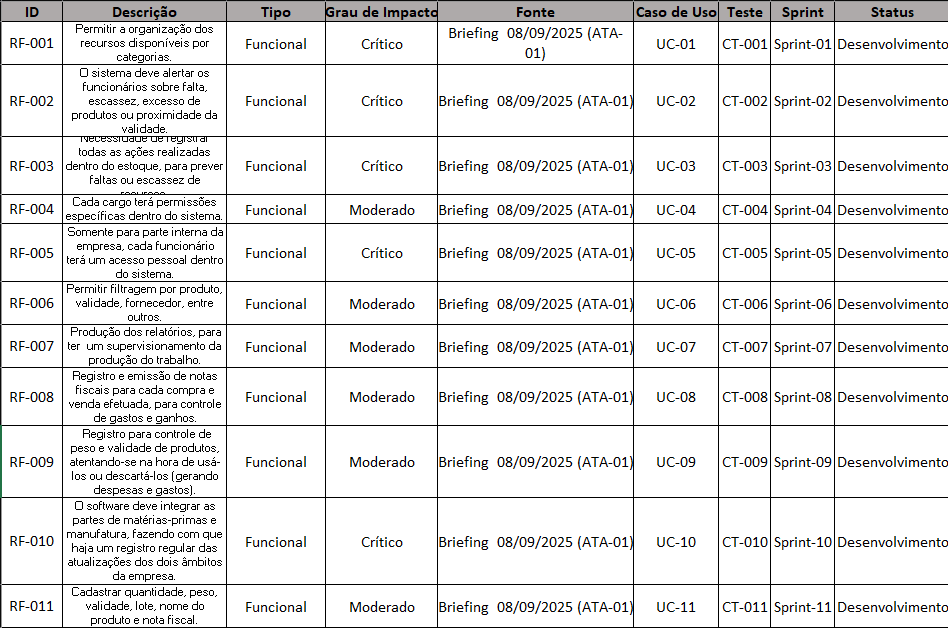 ID Descrição Tipo Grau de Impacto Fonte Caso de Uso Teste Sprint Status
RF-001 Permitir a organização dos recursos disponíveis por categorias. Funcional Crítico Briefing 08/09/2025 (ATA-01) UC-01 CT-001 Sprint-01 Desenvolvimento
RF-002 O sistema deve alertar os funcionários sobre falta, escassez, excesso de produtos ou proximidade da validade. Funcional Crítico Briefing 08/09/2025 (ATA-01) UC-02 CT-002 Sprint-02 Desenvolvimento
RF-003 Necessidade de registrar todas as ações realizadas dentro do estoque, para prever faltas ou escassez de Funcional Crítico Briefing 08/09/2025 (ATA-01) UC-03 CT-003 Sprint-03 Desenvolvimento
RF-004 Cada cargo terá permissões específicas dentro do sistema. Funcional Moderado Briefing 08/09/2025 (ATA-01) UC-04 CT-004 Sprint-04 Desenvolvimento
RF-005 Somente para parte interna da empresa, cada funcionário terá um acesso pessoal dentro do sistema. Funcional Crítico Briefing 08/09/2025 (ATA-01) UC-05 CT-005 Sprint-05 Desenvolvimento
RF-006 Permitir filtragem por produto, validade, fornecedor, entre outros. Funcional Moderado Briefing 08/09/2025 (ATA-01) UC-06 CT-006 Sprint-06 Desenvolvimento
RF-007 Produção dos relatórios, para ter um supervisionamento da produção do trabalho. Funcional Moderado Briefing 08/09/2025 (ATA-01) UC-07 CT-007 Sprint-07 Desenvolvimento
RF-008 Registro e emissão de notas fiscais para cada compra e venda efetuada, para controle de gastos e ganhos. Funcional Moderado Briefing 08/09/2025 (ATA-01) UC-08 CT-008 Sprint-08 Desenvolvimento
RF-009 Registro para controle de peso e validade de produtos, atentando-se na hora de usá-los ou descartá-los (gerando despesas e gastos). Funcional Moderado Briefing 08/09/2025 (ATA-01) UC-09 CT-009 Sprint-09 Desenvolvimento
RF-010 O software deve integrar as partes de matérias-primas e manufatura, fazendo com que haja um registro regular das atualizações dos dois âmbitos da empresa. Funcional Crítico Briefing 08/09/2025 (ATA-01) UC-10 CT-010 Sprint-10 Desenvolvimento
RF-011 Cadastrar quantidade, peso, validade, lote, nome do produto e nota fiscal. Funcional Moderado Briefing 08/09/2025 (ATA-01) UC-11 CT-011 Sprint-11 Desenvolvimento